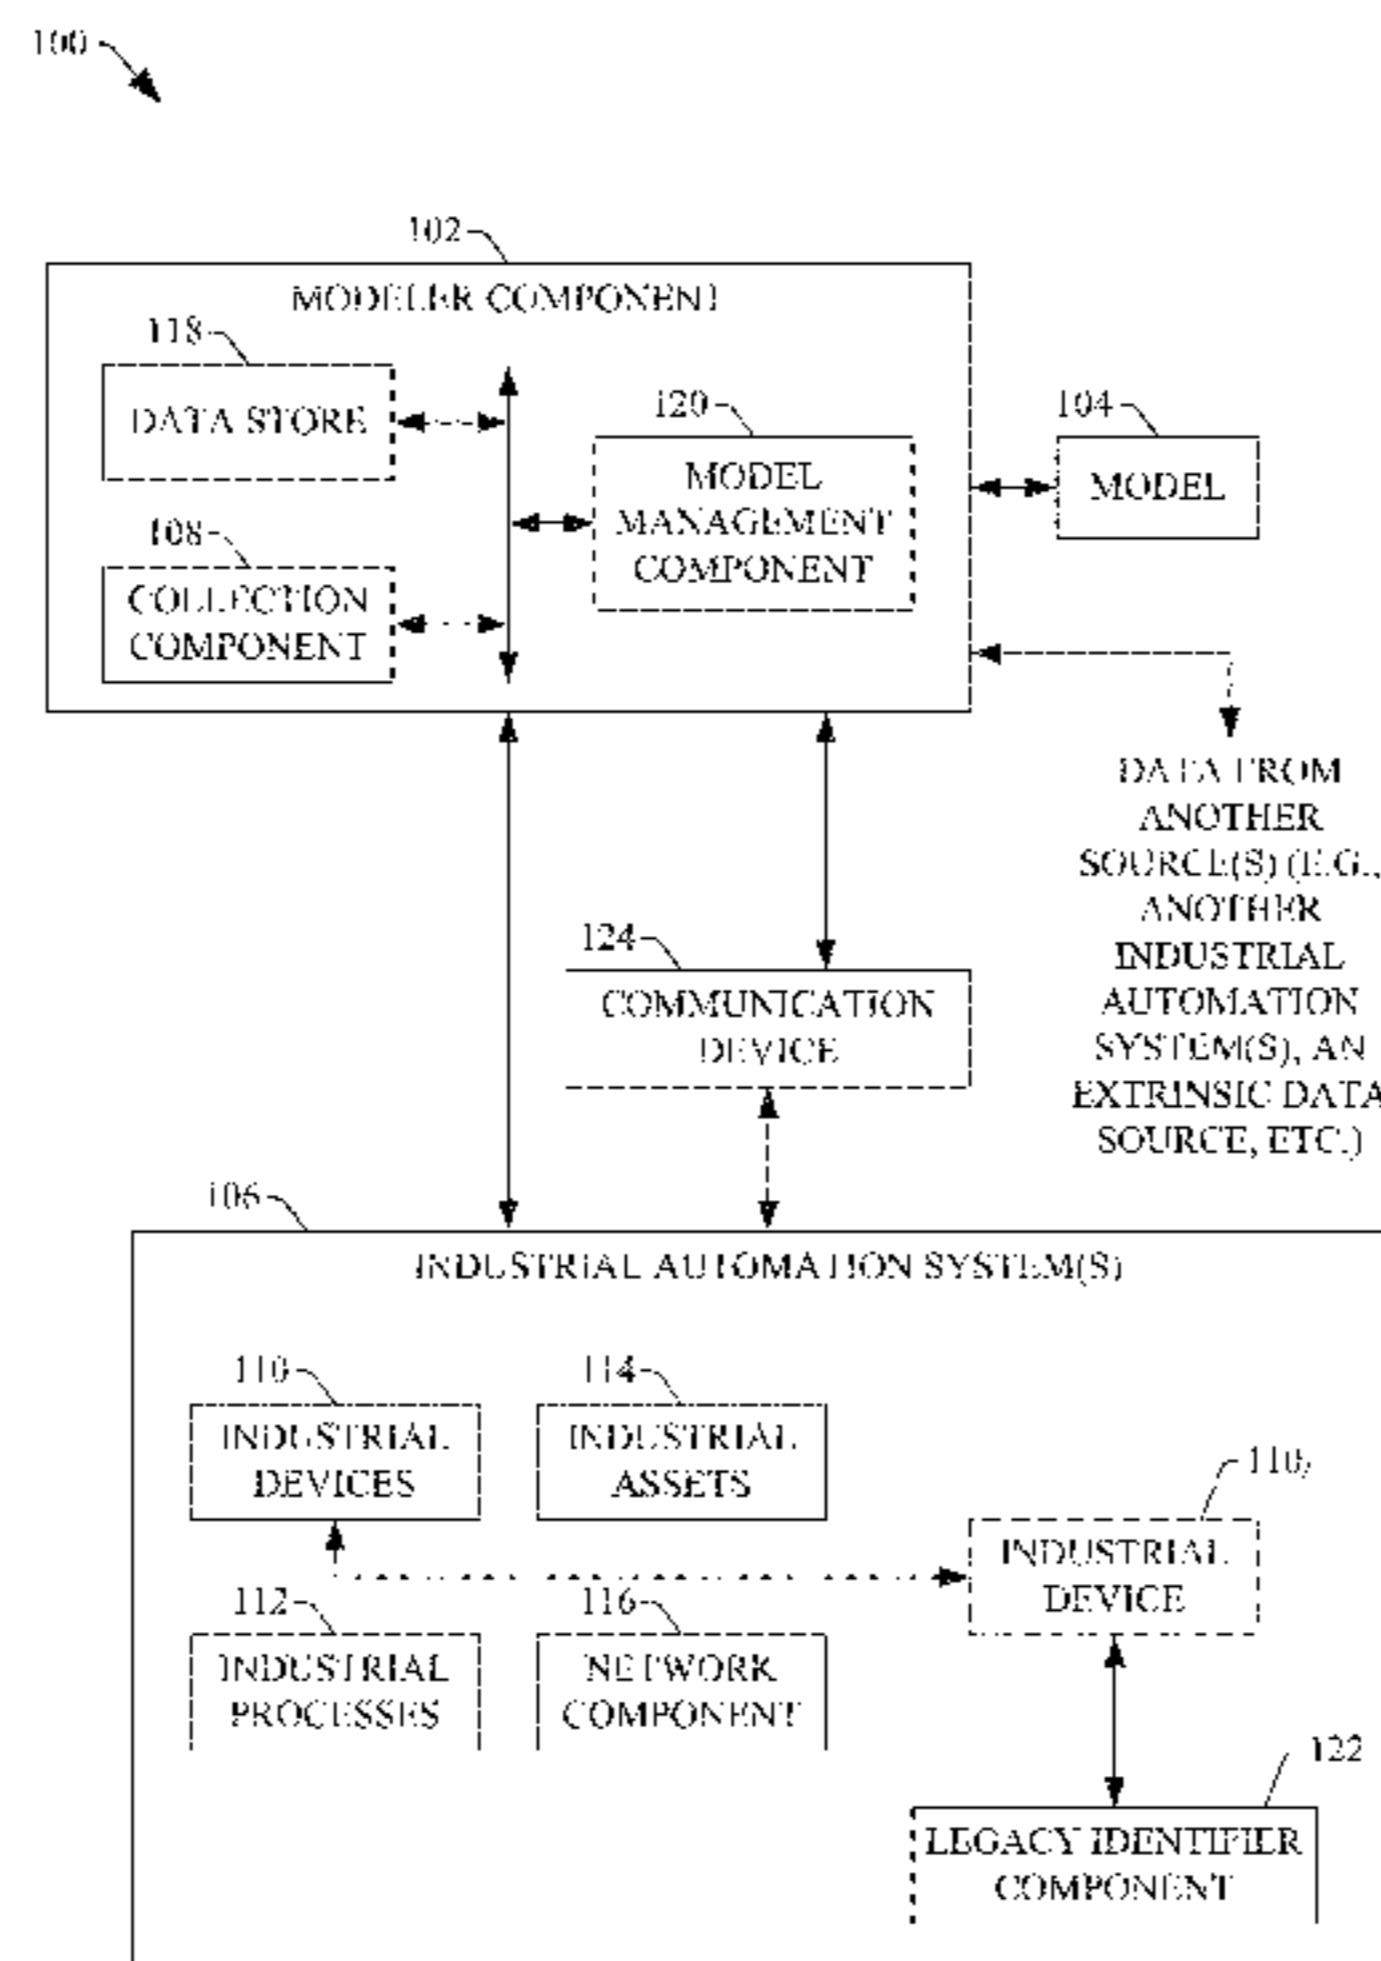 100
102
MODELER COMPONENT
118
DATA STORE
120
MODEL
MANAGEMENT
COMPONENT
104
MODEL
108
COLLECTION
COMPONENT
DATA FROM
ANOTHER
SOURCE(S) (E.G.,
ANOTHER
INDUSTRIAL
AUTOMATION
SYSTEM(S), AN
EXTRINSIC DATA
SOURCE, ETC.)
124
COMMUNICATION
DEVICE
106
INDUSTRIAL AUTOMATION SYSTEM(S)
110
INDUSTRIAL
DEVICES
114
INDUSTRIAL
ASSETS
INDUSTRIAL
DEVICE
112
INDUSTRIAL
PROCESSES
116
NETWORK
COMPONENT
122
LEGACY IDENTIFIER
COMPONENT